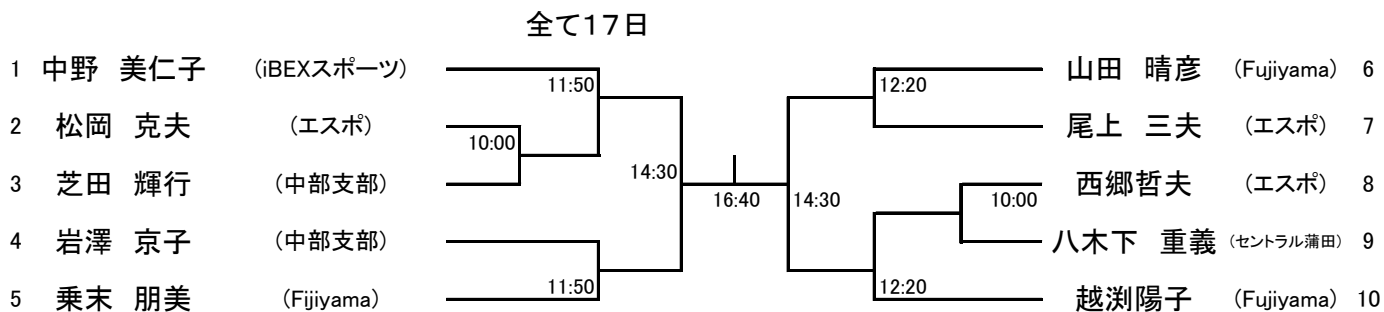 全て17日
1 中野 美仁子 (iBEXスポーツ) 11:50 12:20 山田 晴彦 (Fujiyama) 6
2 松岡 克夫 (エスポ) 10:00 尾上 三夫 (エスポ) 7
3 芝田 輝行 (中部支部) 14:30 16:40 14:30 10:00 西郷哲夫 (エスポ) 8
4 岩澤 京子 (中部支部) 八木下 重義 (セントラル蒲田) 9
5 乗末 朋美 (Fijiyama) 11:50 12:20 越渕陽子 (Fujiyama) 10